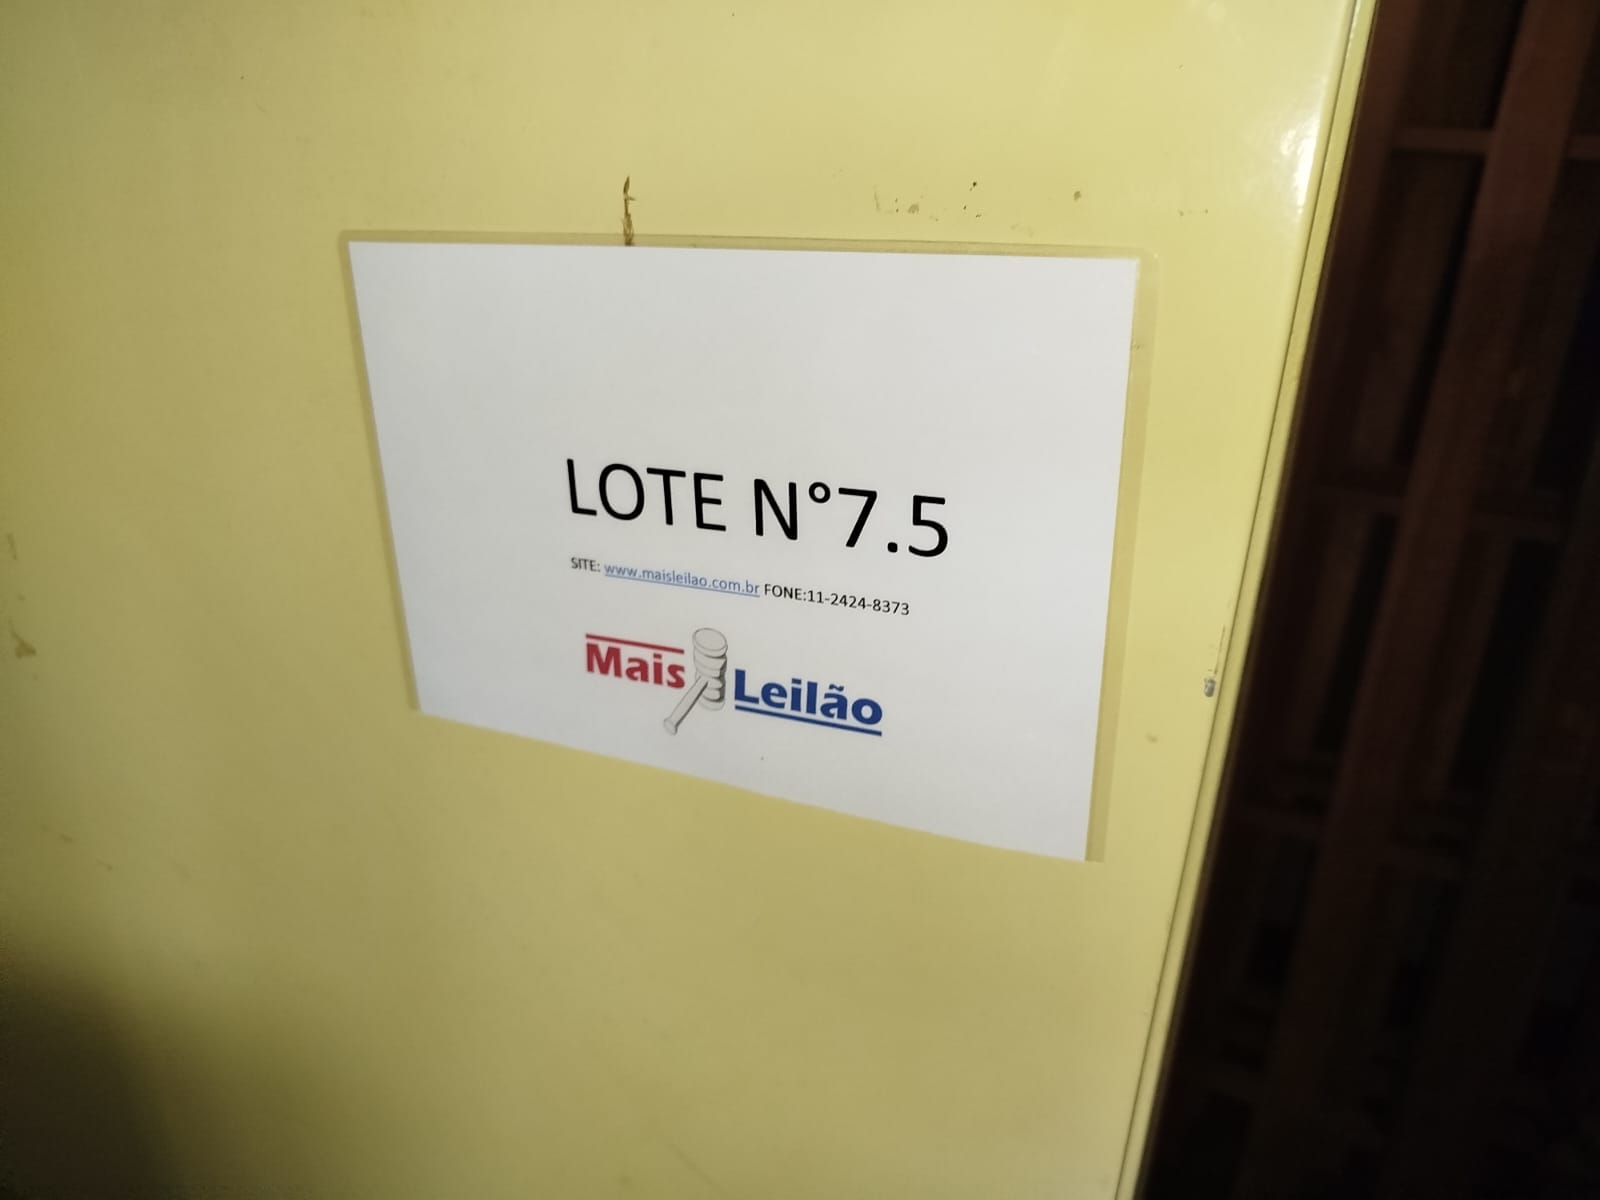 LOTE N°7.5
SITE: www.maisleilao.com.br FONE:11-2424-8373
Mais Leilão